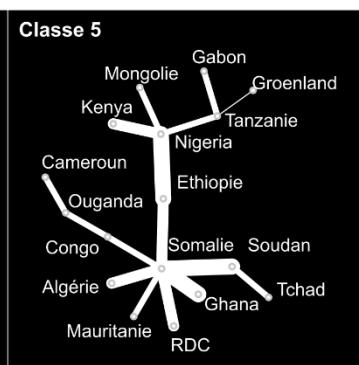 Classe 5
Gabon
Mongolie
Groenland
Kenya
Tanzanie
Nigeria
Cameroun
Ethiopie
Ouganda
Congo
Somalie
Soudan
Algérie
Ghana
Tchad
Mauritanie
RDC